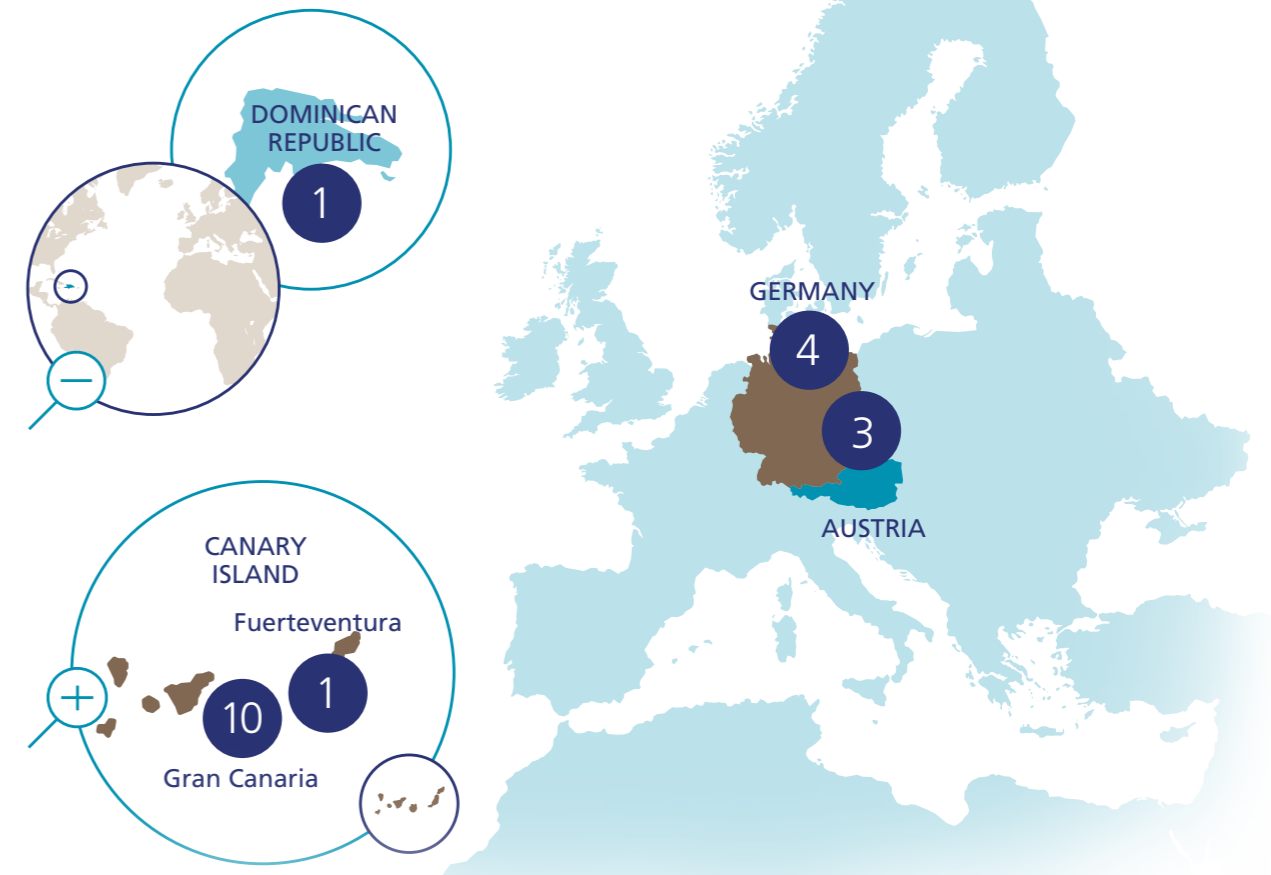 DOMINICAN
REPUBLIC
1
CANARY
ISLAND
Fuerteventura
1
10
Gran Canaria
GERMANY
4
3
AUSTRIA